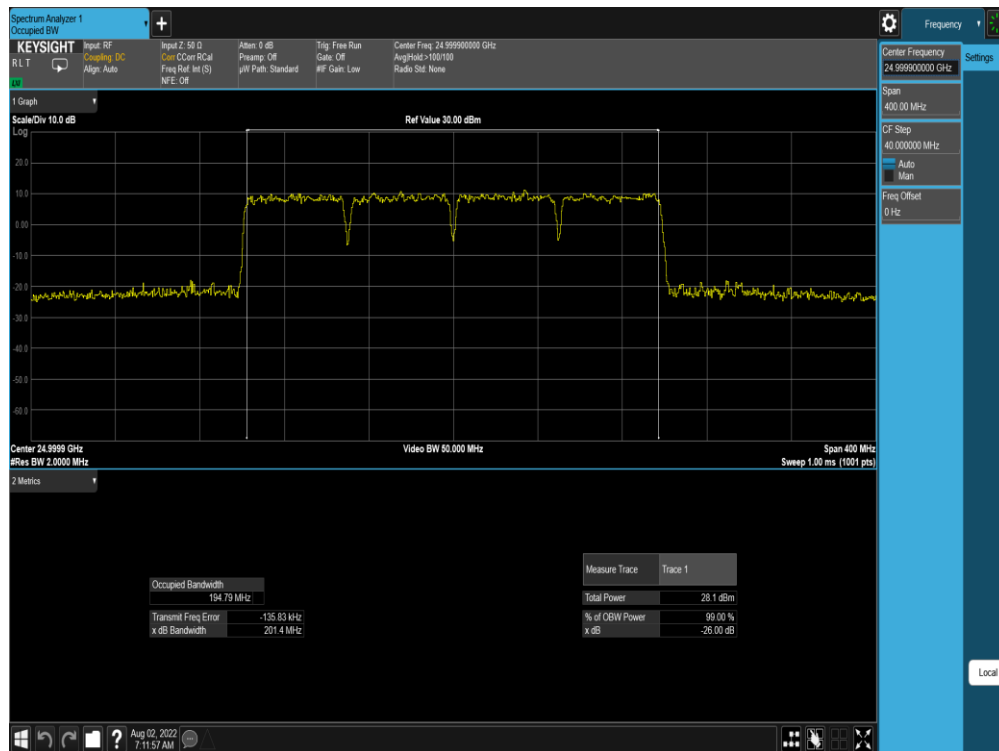 Spectrum Analyzer 1
Occupied BW
Frequency
KEYSIGHT
R L T
LXI
Input: RF
Coupling: DC
Align: Auto
Input Z: 50 Ω
Corr CCorr RCal
Freq Ref: Int (S)
NFE: Off
Atten: 0 dB
Preamp: Off
µW Path: Standard
Trig: Free Run
Gate: Off
#IF Gain: Low
Center Freq: 24.999900000 GHz
Avg|Hold:>100/100
Radio Std: None
Center Frequency
24.999900000 GHz
Settings
Span
400.00 MHz
CF Step
40.000000 MHz
Auto
Man
Freq Offset
0 Hz
1 Graph
Scale/Div 10.0 dB
Ref Value 30.00 dBm
Log
20.0
10.0
0.00
-10.0
-20.0
-30.0
-40.0
-50.0
-60.0
Center 24.9999 GHz
#Res BW 2.0000 MHz
Video BW 50.000 MHz
Span 400 MHz
Sweep 1.00 ms (1001 pts)
2 Metrics
Occupied Bandwidth
194.79 MHz
Transmit Freq Error -135.83 kHz
x dB Bandwidth 201.4 MHz
Measure Trace Trace 1
Total Power 28.1 dBm
% of OBW Power 99.00 %
x dB -26.00 dB
Local
?
Aug 02, 2022
7:11:57 AM